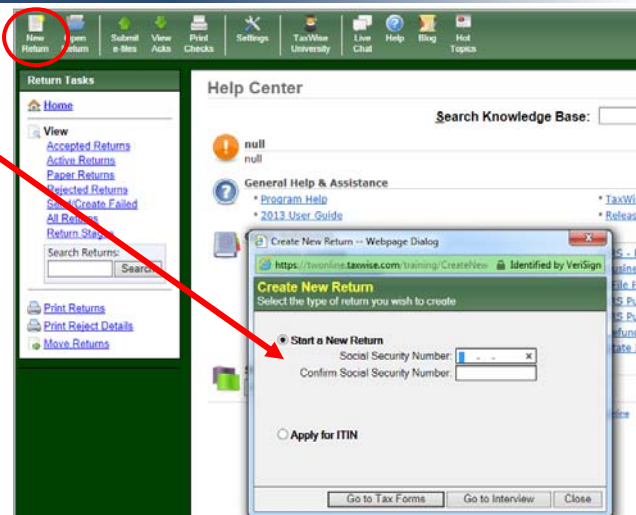 New Return
Open Return
Submit e-files
View Acks
Print Checks
Settings
TaxWise University
Live Chat
Help
Blog
Hot Topics
Return Tasks
Home
View
Accepted Returns
Active Returns
Paper Returns
Rejected Returns
Send/Create Failed
All Returns
Return Stages
Search Returns:
Search
Print Returns
Print Reject Details
Move Returns
Help Center
Search Knowledge Base:
null
null
General Help & Assistance
* Program Help
* 2013 User Guide
Create New Return -- Webpage Dialog
https://twonline.taxwise.com/training/CreateNew
Identified by VeriSign
Create New Return
Select the type of return you wish to create
Start a New Return
Social Security Number: - -
Confirm Social Security Number:
Apply for ITIN
Go to Tax Forms
Go to Interview
Close